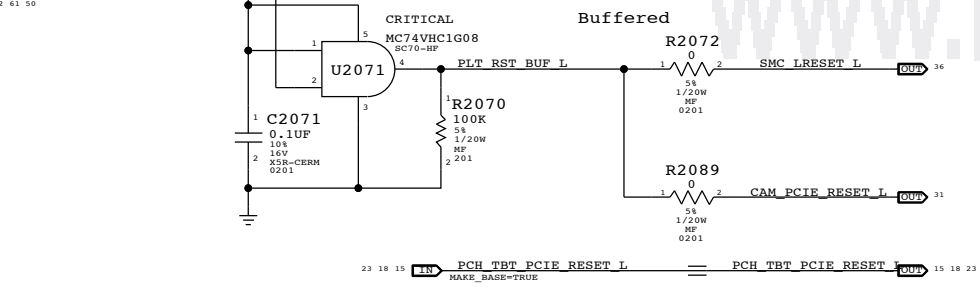 2 61 50
CRITICAL
MC74VHC1G08
SC70-HF
5
1
U2071
4
2
3
Buffered
PLT_RST_BUF_L
R2072
0
1
2
5%
1/20W
MF
0201
SMC_LRESET_L
OUT
36
1
C2071
0.1UF
10%
16V
X5R-CERM
0201
2
1
R2070
100K
5%
1/20W
MF
201
2
R2089
0
1
2
5%
1/20W
MF
0201
CAM_PCIE_RESET_L
OUT
31
23 18 15
IN
PCH_TBT_PCIE_RESET_L
MAKE_BASE=TRUE
PCH_TBT_PCIE_RESET_L
OUT
15 18 23